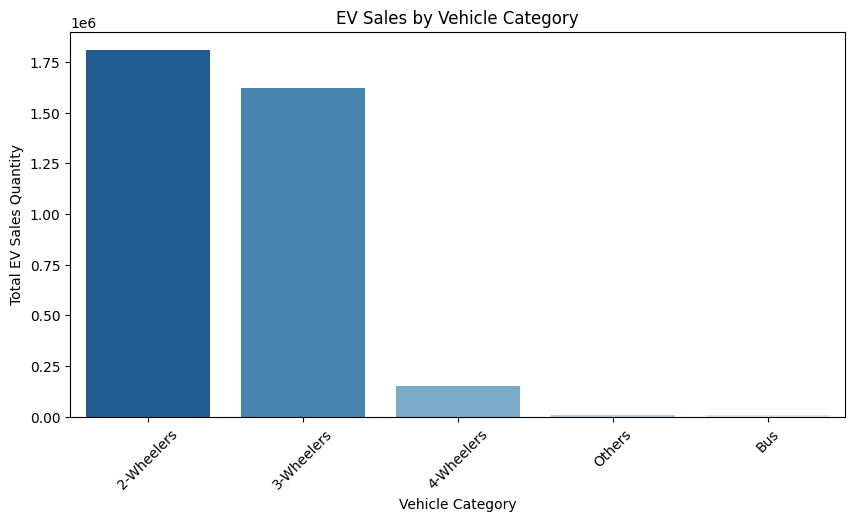 EV Sales by Vehicle Category
1e6
1.75
1.50
1.25
1.00
0.75
0.50
0.25
0.00
Total EV Sales Quantity
2-Wheelers
3-Wheelers
4-Wheelers
Others
Bus
Vehicle Category